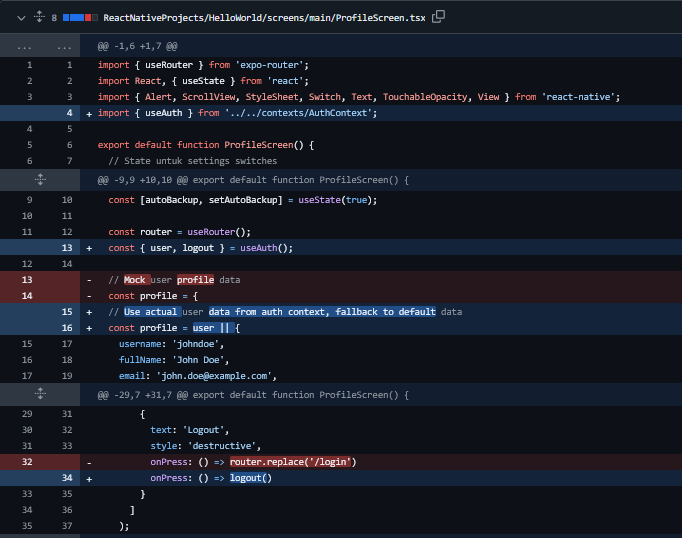 8 ReactNativeProjects/HelloWorld/screens/main/ProfileScreen.tsx
... ... @@ -1,6 +1,7 @@
1 1 import { useRouter } from 'expo-router';
2 2 import React, { useState } from 'react';
3 3 import { Alert, ScrollView, StyleSheet, Switch, Text, TouchableOpacity, View } from 'react-native';
4 + import { useAuth } from '../../contexts/AuthContext';
4 5
5 6 export default function ProfileScreen() {
6 7 // State untuk settings switches
@@ -9,9 +10,10 @@ export default function ProfileScreen() {
9 10 const [autoBackup, setAutoBackup] = useState(true);
10 11
11 12 const router = useRouter();
13 + const { user, logout } = useAuth();
12 14
13 - // Mock user profile data
14 - const profile = {
15 + // Use actual user data from auth context, fallback to default data
16 + const profile = user || {
15 17 username: 'johndoe',
16 18 fullName: 'John Doe',
17 19 email: 'john.doe@example.com',
@@ -29,7 +31,7 @@ export default function ProfileScreen() {
29 31 {
30 32 text: 'Logout',
31 33 style: 'destructive',
32 - onPress: () => router.replace('/login')
34 + onPress: () => logout()
33 35 }
34 36 ]
35 37 );